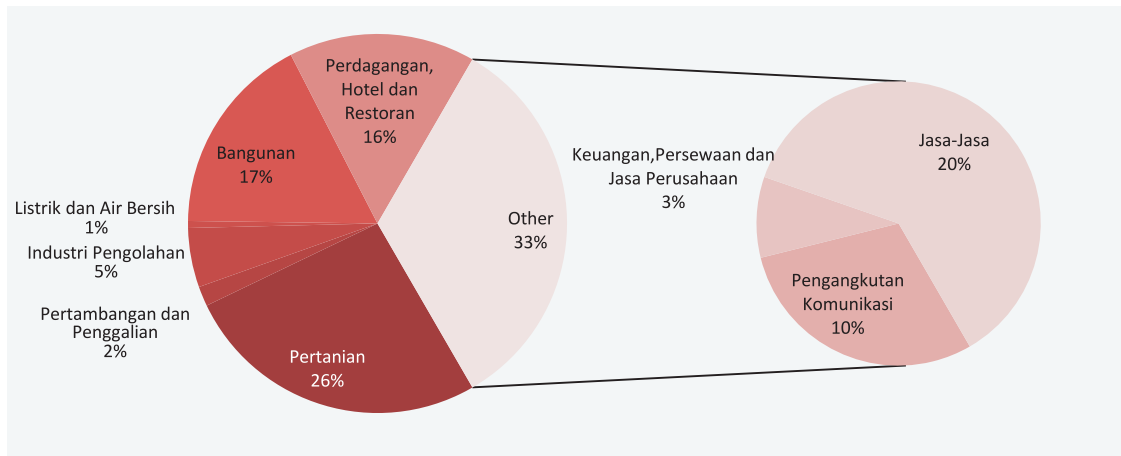 Perdagangan,
Hotel dan
Restoran
16%
Bangunan
17%
Listrik dan Air Bersih
1%
Industri Pengolahan
5%
Pertambangan dan
Penggalian
2%
Pertanian
26%
Other
33%
Keuangan,Persewaan dan
Jasa Perusahaan
3%
Jasa-Jasa
20%
Pengangkutan
Komunikasi
10%